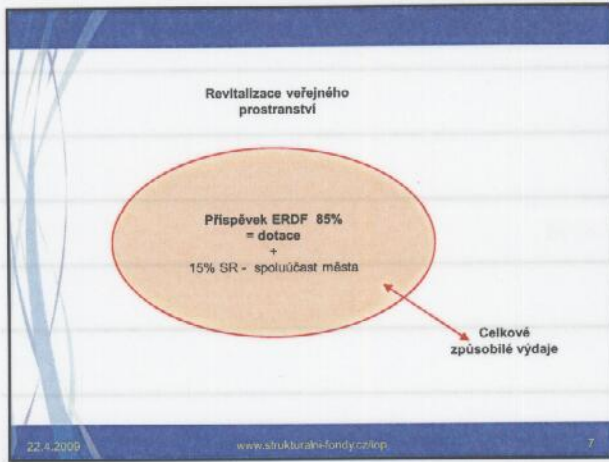 Revitalizace veřejného
prostranství
Příspěvek ERDF 85%
= dotace
+
15% SR - spoluúčast města
Celkové
způsobilé výdaje
22.4.2009
www.strukturalni-fondy.cz/iop
7